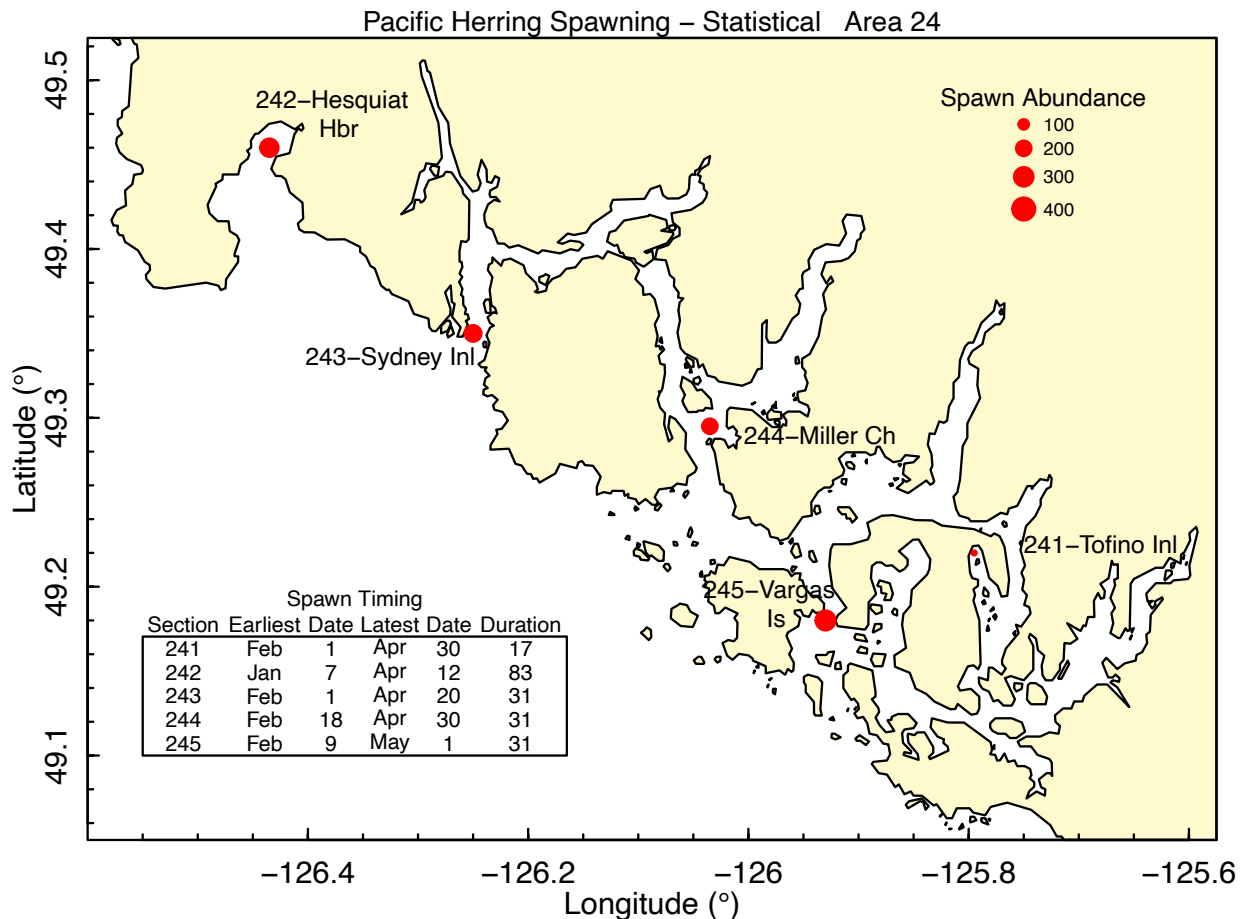 Pacific Herring Spawning − Statistical Area 24
49.5
49.4
49.3
49.2
49.1
Latitude (°)
242−Hesquiat
Hbr
Spawn Abundance
100
200
300
400
243−Sydney Inl
244−Miller Ch
241−Tofino Inl
245−Vargas
Is
Spawn Timing
Section Earliest Date Latest Date Duration
241 Feb 1 Apr 30 17
242 Jan 7 Apr 12 83
243 Feb 1 Apr 20 31
244 Feb 18 Apr 30 31
245 Feb 9 May 1 31
−126.4 −126.2 −126 −125.8 −125.6
Longitude (°)